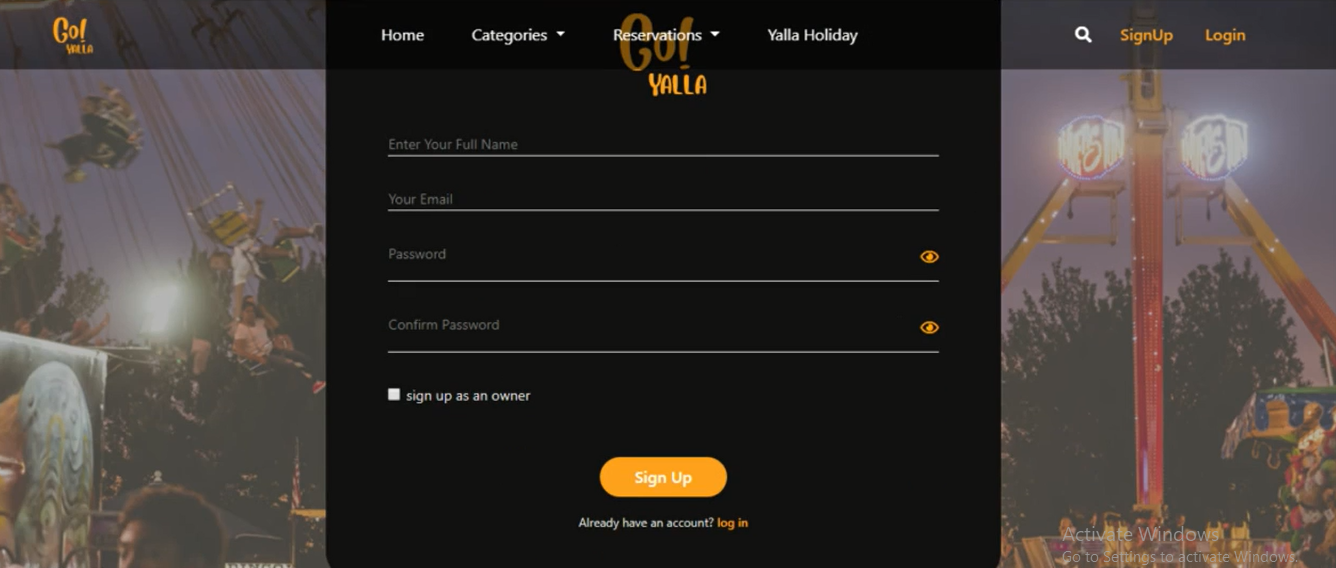 Go!
YALLA
Home
Categories
Reservations
Yalla Holiday
SignUp
Login
Go!
YALLA
Enter Your Full Name
Your Email
Password
Confirm Password
sign up as an owner
Sign Up
Already have an account? log in
Activate Windows
Go to Settings to activate Windows.